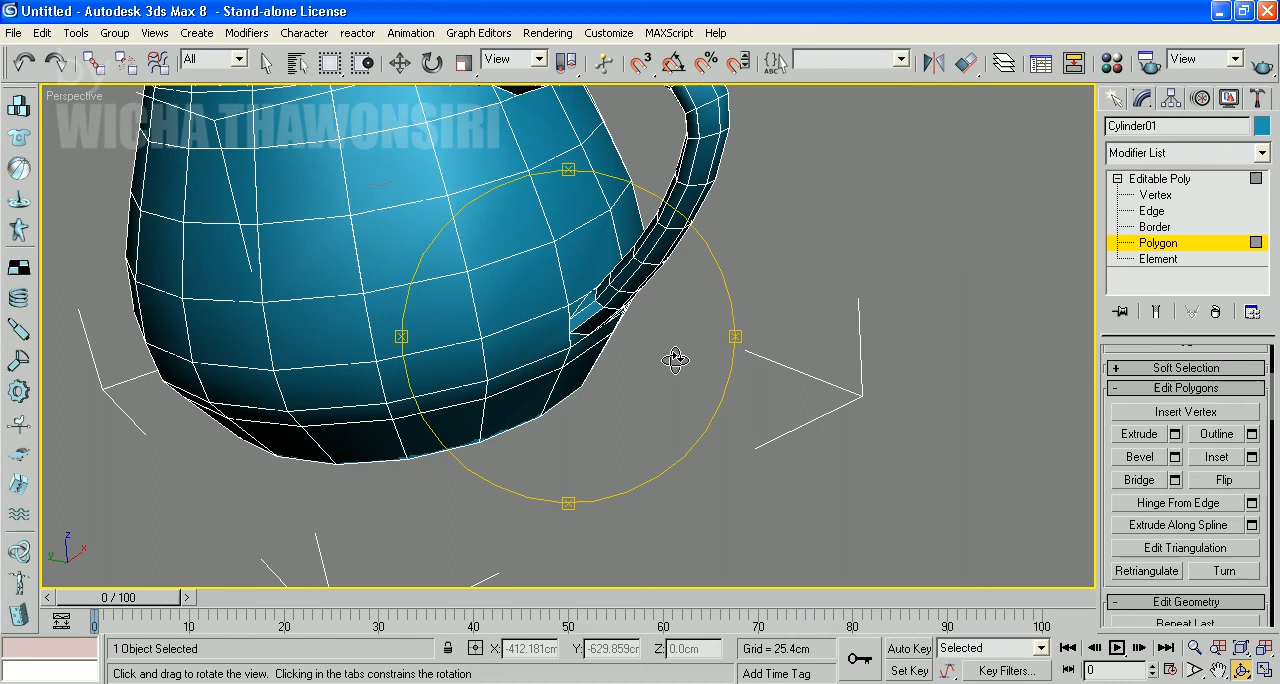 Untitled - Autodesk 3ds Max 8 - Stand-alone License
File Edit Tools Group Views Create Modifiers Character reactor Animation Graph Editors Rendering Customize MAXScript Help
All View 3 % ABC View
by
Perspective
WICHA THAWONSIRI
Cylinder01
Modifier List
Editable Poly
Vertex
Edge
Border
Polygon
Element
+ Soft Selection
- Edit Polygons
Insert Vertex
Extrude Outline
Bevel Inset
Bridge Flip
Hinge From Edge
Extrude Along Spline
Edit Triangulation
Retriangulate Turn
- Edit Geometry
Repeat Last
z
y x
< 0 / 100 >
0 10 20 30 40 50 60 70 80 90 100
1 Object Selected X: -412.181cm Y: -629.859cm Z: 0.0cm Grid = 25.4cm Auto Key Selected
Click and drag to rotate the view. Clicking in the tabs constrains the rotation Add Time Tag Set Key Key Filters... 0